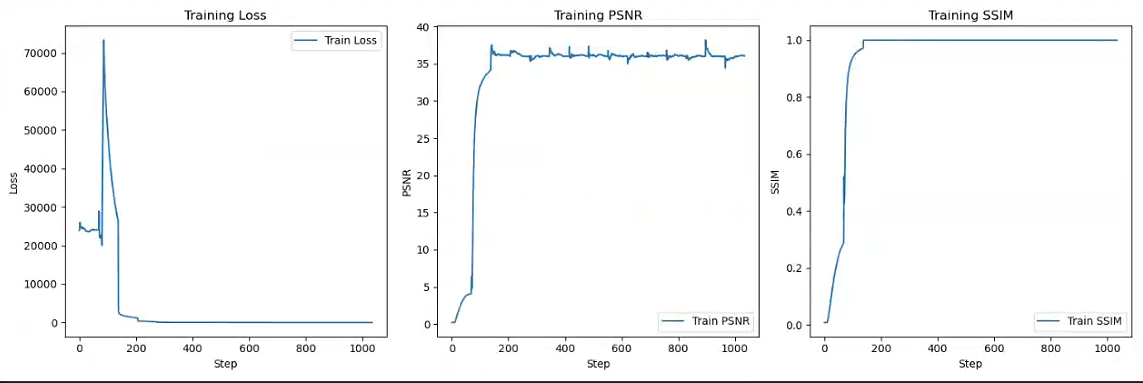 Training Loss
Loss
70000
60000
50000
40000
30000
20000
10000
0
Train Loss
0 200 400 600 800 1000
Step
Training PSNR
PSNR
40
35
30
25
20
15
10
5
0
Train PSNR
0 200 400 600 800 1000
Step
Training SSIM
SSIM
1.0
0.8
0.6
0.4
0.2
0.0
Train SSIM
0 200 400 600 800 1000
Step